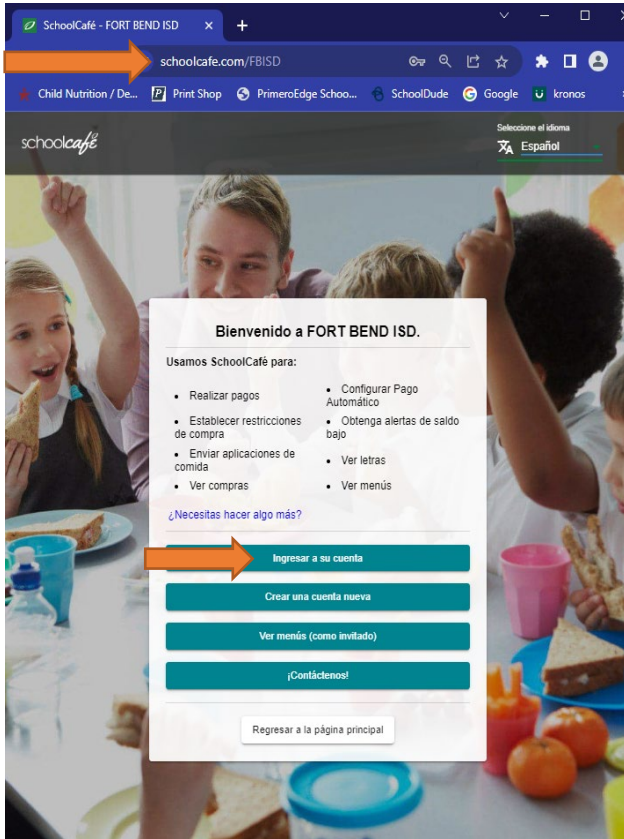 SchoolCafé - FORT BEND ISD
schoolcafe.com/FBISD
Child Nutrition / De... Print Shop PrimeroEdge Schoo... SchoolDude Google kronos
schoolcafé
Seleccione el idioma
Español
Bienvenido a FORT BEND ISD.
Usamos SchoolCafé para:
• Realizar pagos
• Configurar Pago
Automático
• Establecer restricciones
de compra
• Obtenga alertas de saldo
bajo
• Enviar aplicaciones de
comida
• Ver letras
• Ver compras
• Ver menús
¿Necesitas hacer algo más?
Ingresar a su cuenta
Crear una cuenta nueva
Ver menús (como invitado)
¡Contáctenos!
Regresar a la página principal